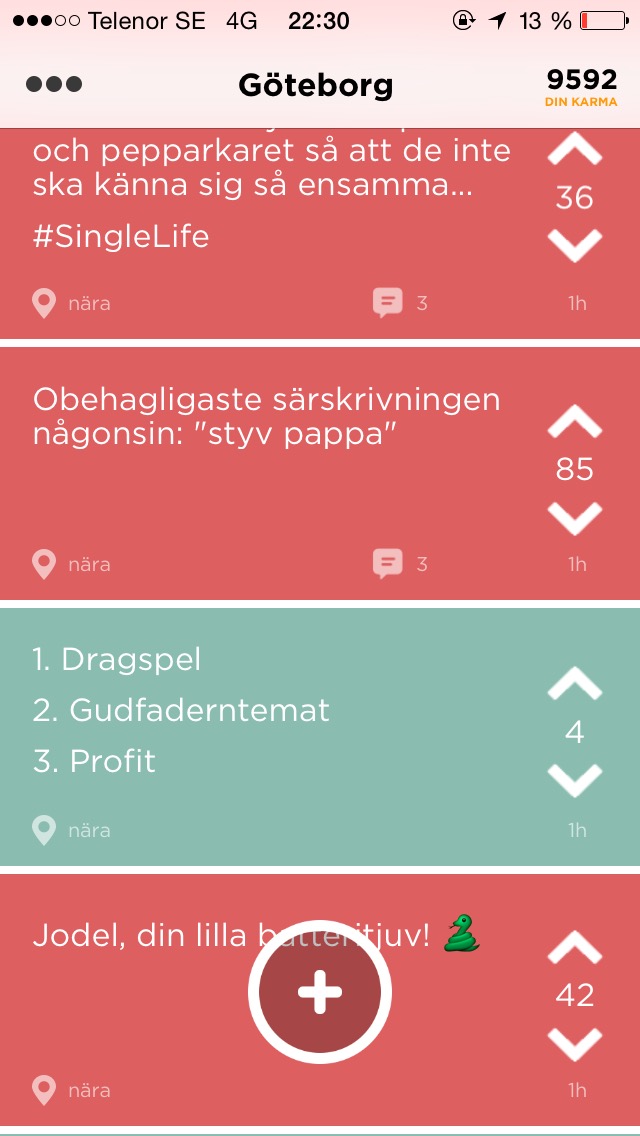 Telenor SE 4G 22:30 13 %
Göteborg
9592
DIN KARMA
och pepparkaret så att de inte
ska känna sig så ensamma...
#SingleLife
36
nära 3 1h
Obehagligaste särskrivningen
någonsin: "styv pappa"
85
nära 3 1h
1. Dragspel
2. Gudfaderntemat
3. Profit
4
nära 1h
Jodel, din lilla batteritjuv! 🐍
42
nära 1h